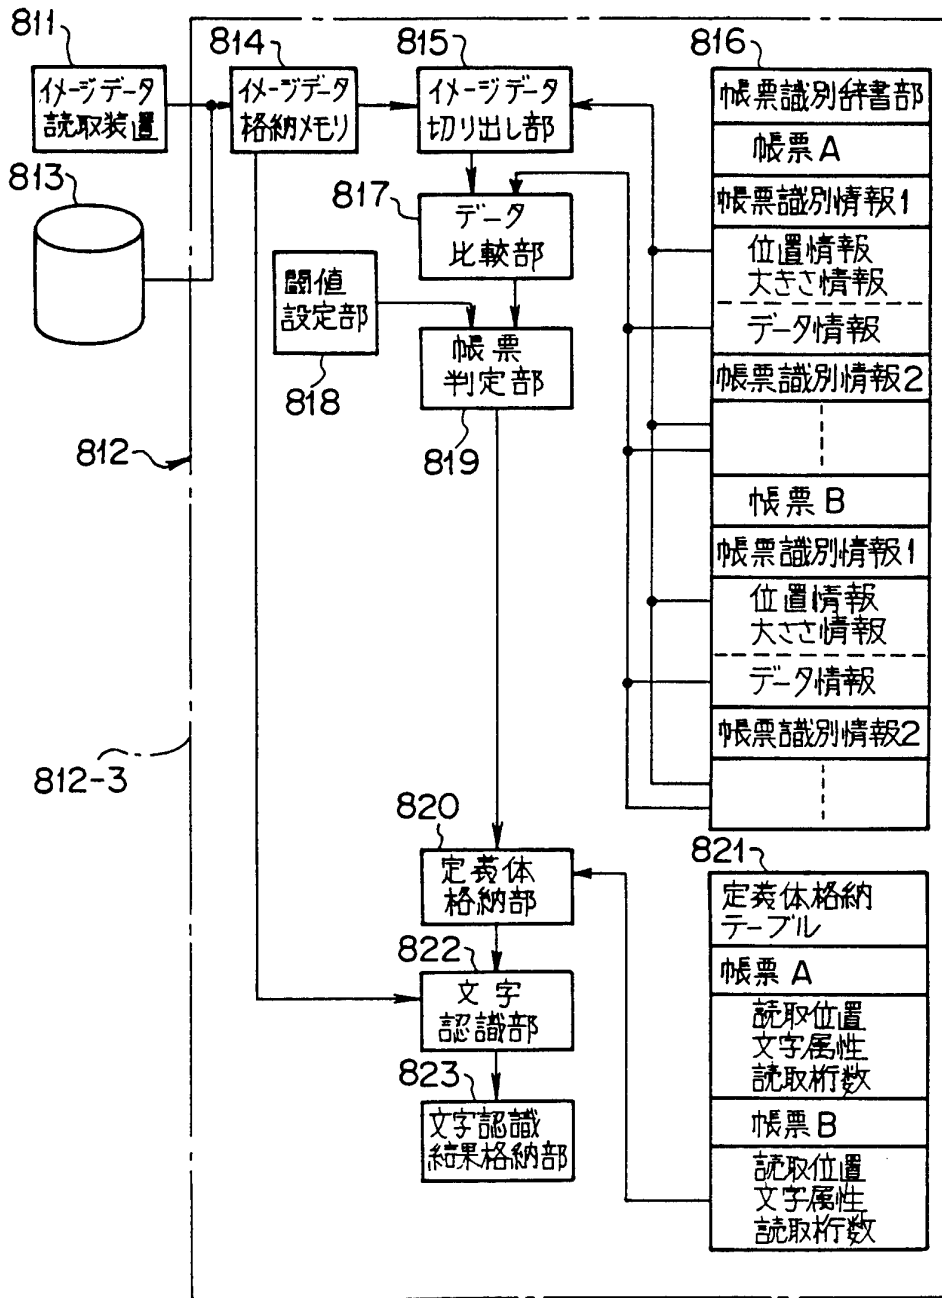 811
イメージデータ
読取装置
813
812
812-3
814
イメージデータ
格納メモリ
815
イメージデータ
切り出し部
817
データ
比較部
閾値
設定部
818
帳票
判定部
819
820
定義体
格納部
822
文字
認識部
823
文字認識
結果格納部
816
帳票識別辞書部
帳票A
帳票識別情報1
位置情報
大きさ情報
データ情報
帳票識別情報2
帳票B
帳票識別情報1
位置情報
大きさ情報
データ情報
帳票識別情報2
821
定義体格納
テーブル
帳票A
読取位置
文字属性
読取桁数
帳票B
読取位置
文字属性
読取桁数